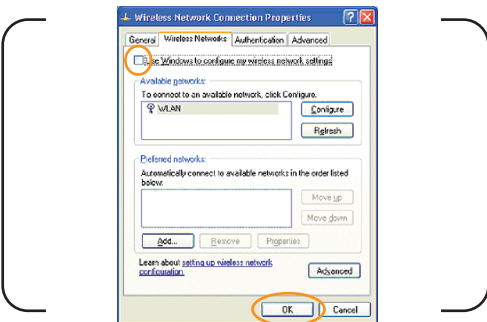 Wireless Network Connection Properties
General Wireless Networks Authentication Advanced
Use Windows to configure my wireless network settings
Available networks:
To connect to an available network, click Configure.
WLAN
Configure
Refresh
Preferred networks:
Automatically connect to available networks in the order listed
below:
Move up
Move down
Add... Remove Properties
Learn about setting up wireless network
configuration.
Advanced
OK Cancel